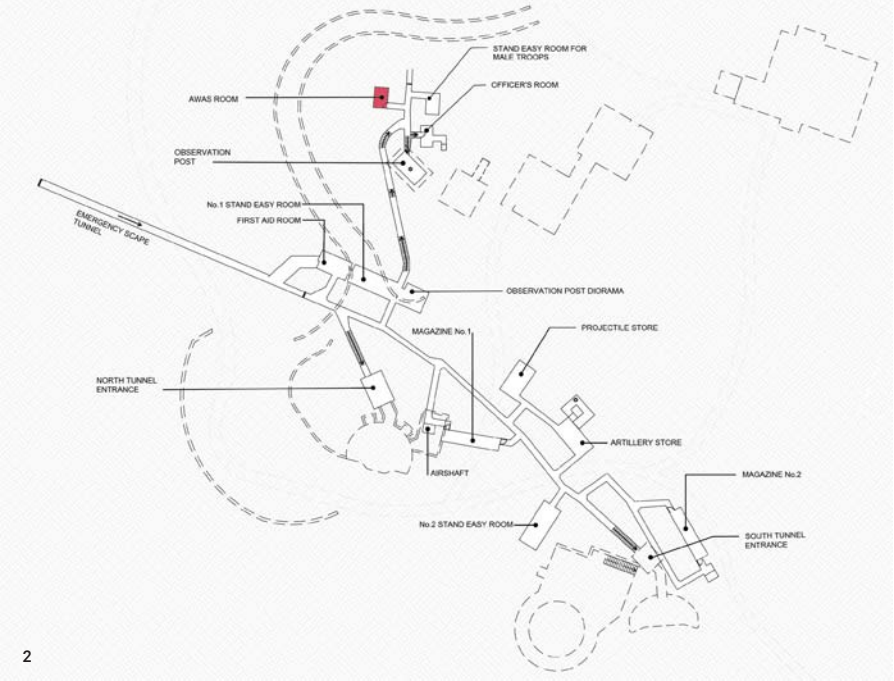 STAND EASY ROOM FOR
MALE TROOPS
OFFICER'S ROOM
AWAS ROOM
OBSERVATION
POST
No.1 STAND EASY ROOM
FIRST AID ROOM
EMERGENCY SCAPE
TUNNEL
OBSERVATION POST DIORAMA
MAGAZINE No.1
PROJECTILE STORE
NORTH TUNNEL
ENTRANCE
ARTILLERY STORE
AIRSHAFT
MAGAZINE No.2
No.2 STAND EASY ROOM
SOUTH TUNNEL
ENTRANCE
2